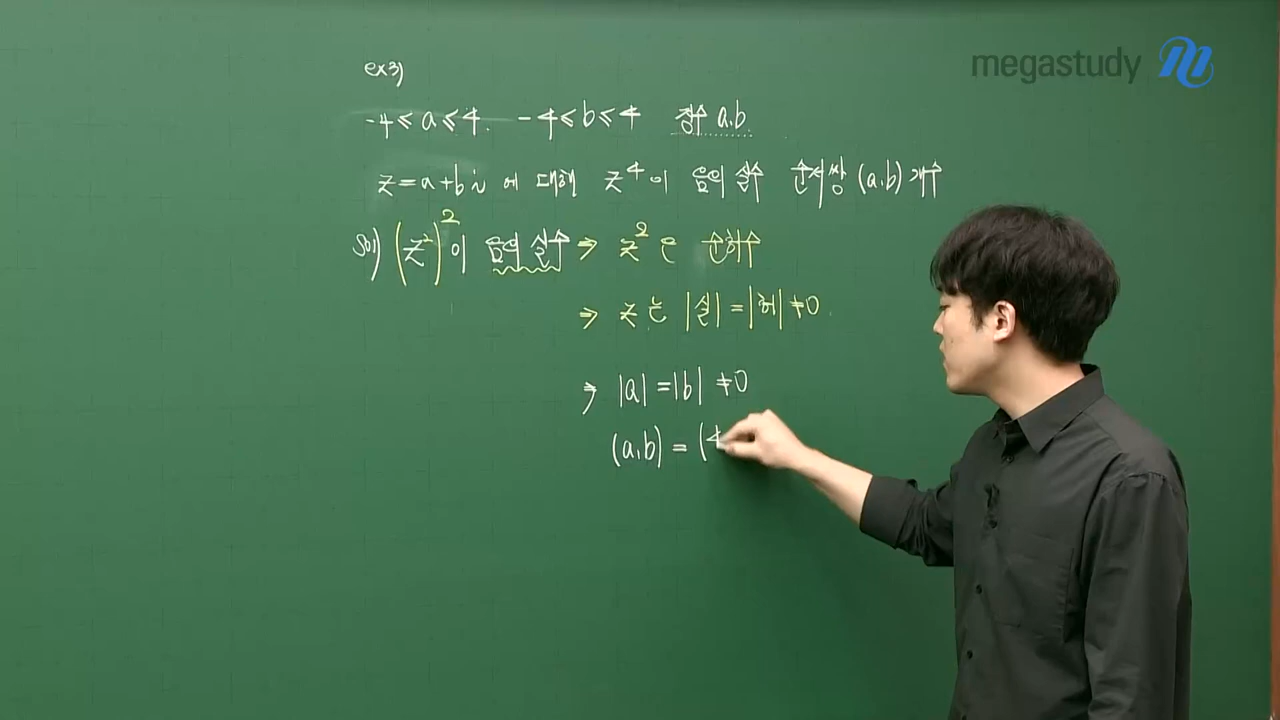 megastudy
ex3)
-4≤a≤4. -4≤b≤4 정수 a,b.
z=a+bi 에 대해 z⁴이 음의 실수 순서쌍 (a,b) 개수
sol) (z²)²이 음의 실수 ⇒ z²은 순허수
⇒ z는 |실|=|허|≠0.
⇒ |a|=|b|≠0
(a,b)=(4